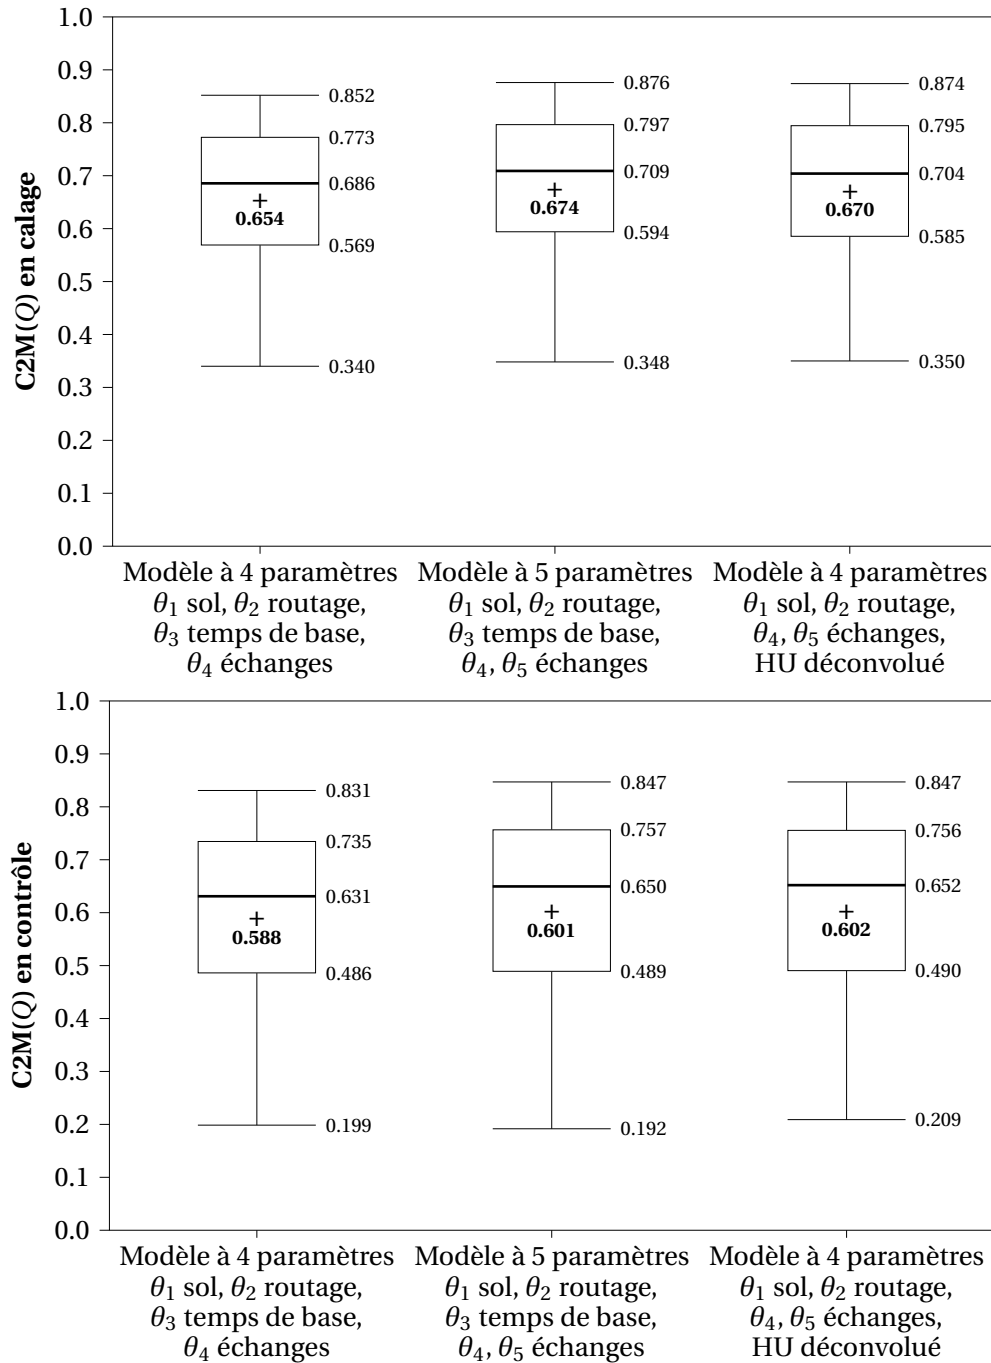 1.0
0.9
0.8
0.7
0.6
0.5
0.4
0.3
0.2
0.1
0.0
C2M(Q) en calage
0.852
0.773
0.686
0.654
0.569
0.340
0.876
0.797
0.709
0.674
0.594
0.348
0.874
0.795
0.704
0.670
0.585
0.350
Modèle à 4 paramètres
θ1 sol, θ2 routage,
θ3 temps de base,
θ4 échanges
Modèle à 5 paramètres
θ1 sol, θ2 routage,
θ3 temps de base,
θ4, θ5 échanges
Modèle à 4 paramètres
θ1 sol, θ2 routage,
θ4, θ5 échanges,
HU déconvolué
1.0
0.9
0.8
0.7
0.6
0.5
0.4
0.3
0.2
0.1
0.0
C2M(Q) en contrôle
0.831
0.735
0.631
0.588
0.486
0.199
0.847
0.757
0.650
0.601
0.489
0.192
0.847
0.756
0.652
0.602
0.490
0.209
Modèle à 4 paramètres
θ1 sol, θ2 routage,
θ3 temps de base,
θ4 échanges
Modèle à 5 paramètres
θ1 sol, θ2 routage,
θ3 temps de base,
θ4, θ5 échanges
Modèle à 4 paramètres
θ1 sol, θ2 routage,
θ4, θ5 échanges,
HU déconvolué